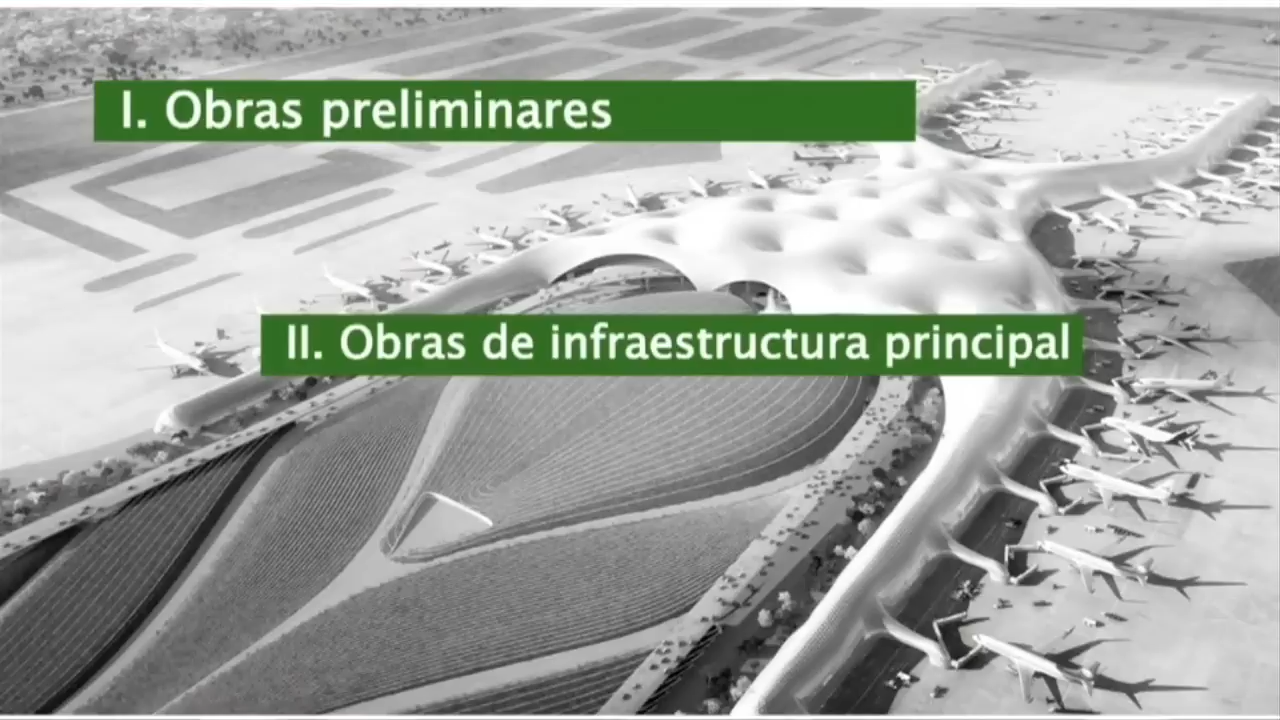 I. Obras preliminares
II. Obras de infraestructura principal